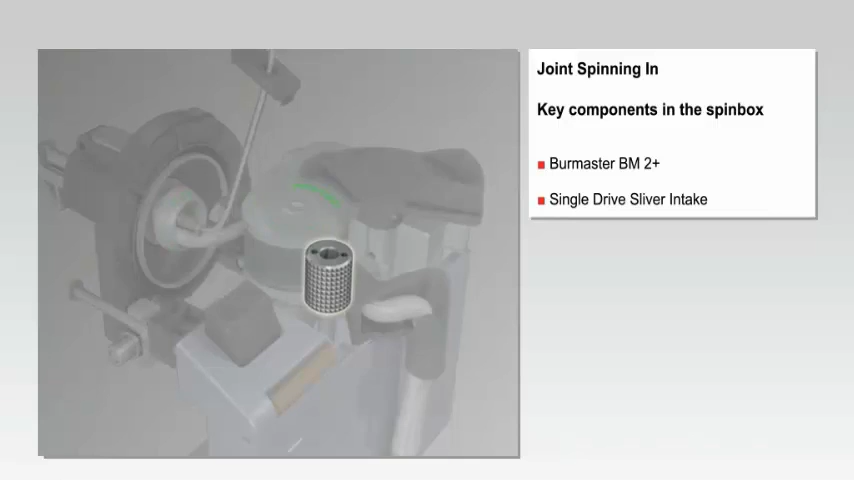 Joint Spinning In
Key components in the spinbox
Burmaster BM 2+
Single Drive Sliver Intake